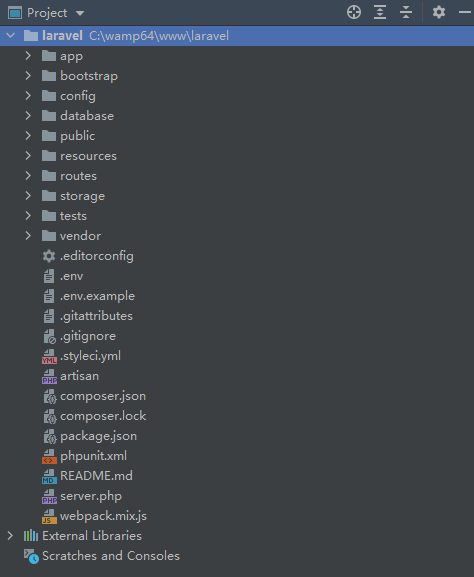 Project
laravel C:\wamp64\www\laravel
app
bootstrap
config
database
public
resources
routes
storage
tests
vendor
.editorconfig
.env
.env.example
.gitattributes
.gitignore
.styleci.yml
artisan
composer.json
composer.lock
package.json
phpunit.xml
README.md
server.php
webpack.mix.js
External Libraries
Scratches and Consoles